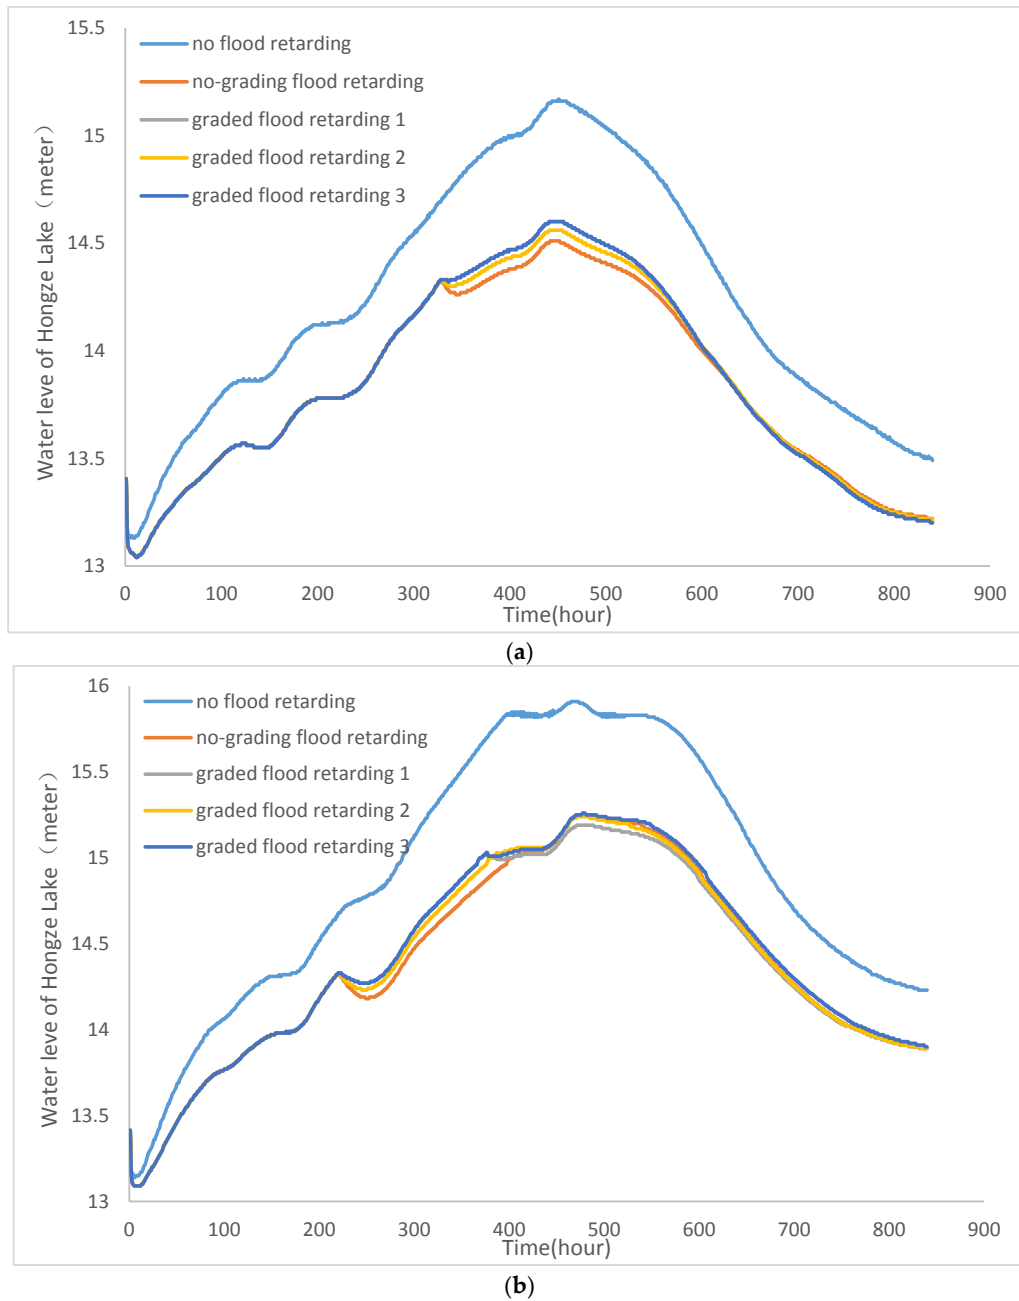 15.5
no flood retarding
no-grading flood retarding
graded flood retarding 1
graded flood retarding 2
graded flood retarding 3
15
14.5
14
13.5
13
Water leve of Hongze Lake（meter）
0 100 200 300 400 500 600 700 800 900
Time(hour)
(a)
16
no flood retarding
no-grading flood retarding
graded flood retarding 1
graded flood retarding 2
graded flood retarding 3
15.5
15
14.5
14
13.5
13
Water leve of Hongze Lake（meter）
0 100 200 300 400 500 600 700 800 900
Time(hour)
(b)